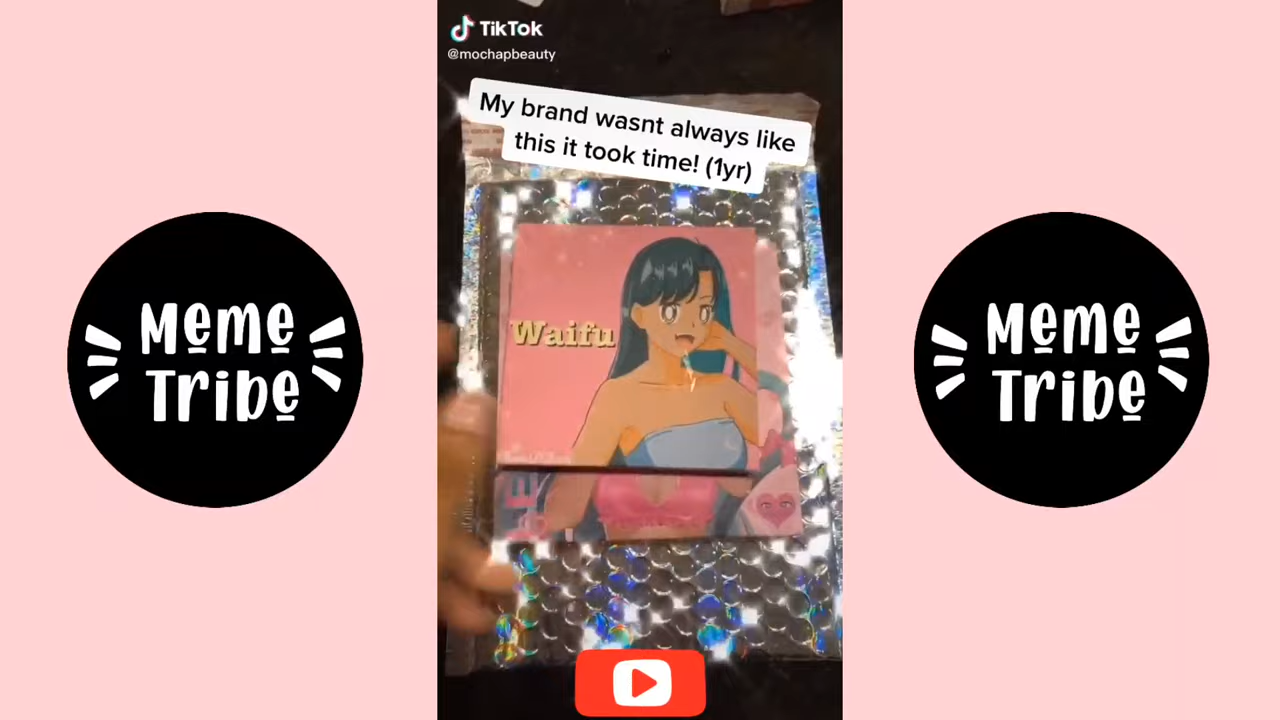 TikTok
@mochapbeauty
My brand wasnt always like
this it took time! (1yr)
Waifu
Meme
Tribe
Meme
Tribe